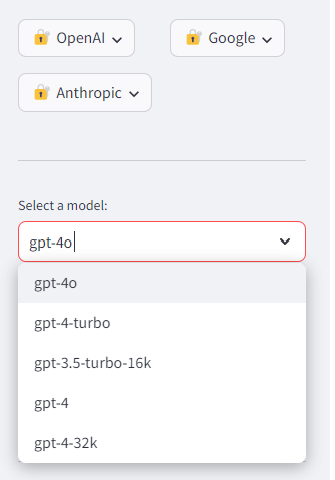 OpenAI
Google
Anthropic
Select a model:
gpt-4o
gpt-4o
gpt-4-turbo
gpt-3.5-turbo-16k
gpt-4
gpt-4-32k